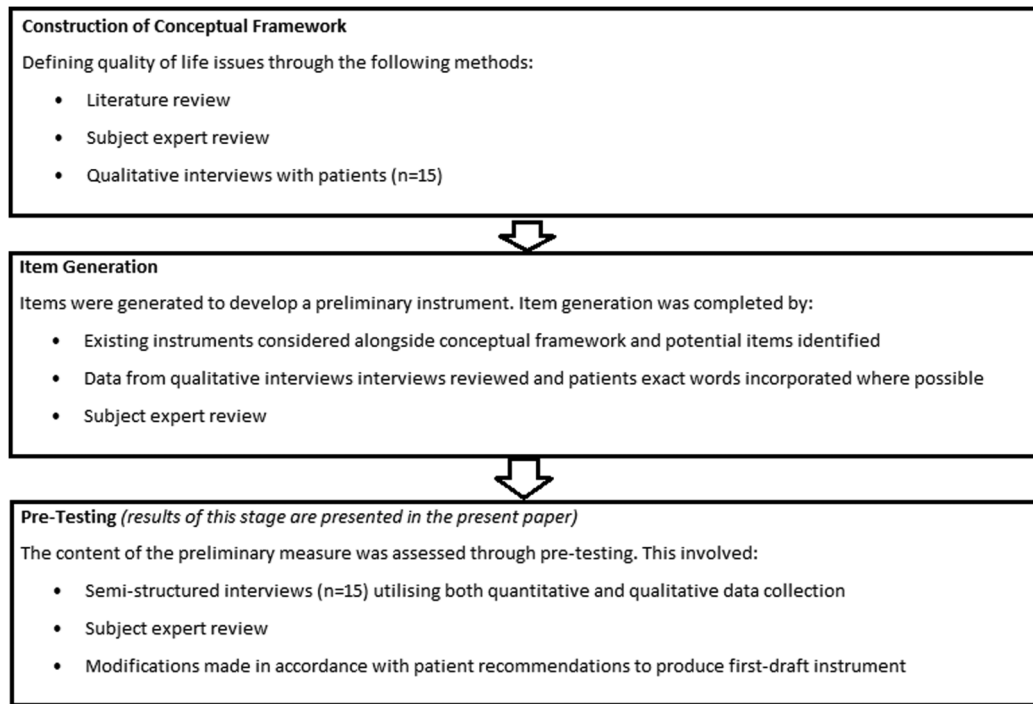 Construction of Conceptual Framework
Defining quality of life issues through the following methods:
• Literature review
• Subject expert review
• Qualitative interviews with patients (n=15)
Item Generation
Items were generated to develop a preliminary instrument. Item generation was completed by:
• Existing instruments considered alongside conceptual framework and potential items identified
• Data from qualitative interviews interviews reviewed and patients exact words incorporated where possible
• Subject expert review
Pre-Testing (results of this stage are presented in the present paper)
The content of the preliminary measure was assessed through pre-testing. This involved:
• Semi-structured interviews (n=15) utilising both quantitative and qualitative data collection
• Subject expert review
• Modifications made in accordance with patient recommendations to produce first-draft instrument